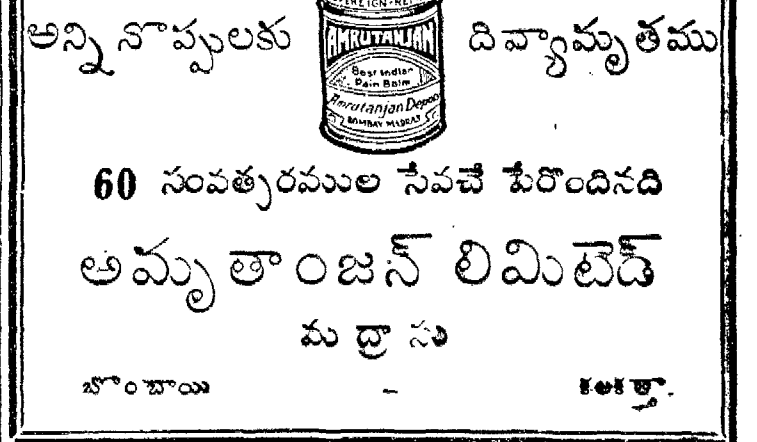 అన్ని నొప్పులకు
దివ్యామృతము
AMRUTANJAN
Best Indian
Pain Balm
Amrutanjan Depot
BOMBAY MADRAS
60 సంవత్సరముల సేవచే పేరొందినది
అమృతాంజన్ లిమిటెడ్
మద్రాసు
బొంబాయి - కలకత్తా.